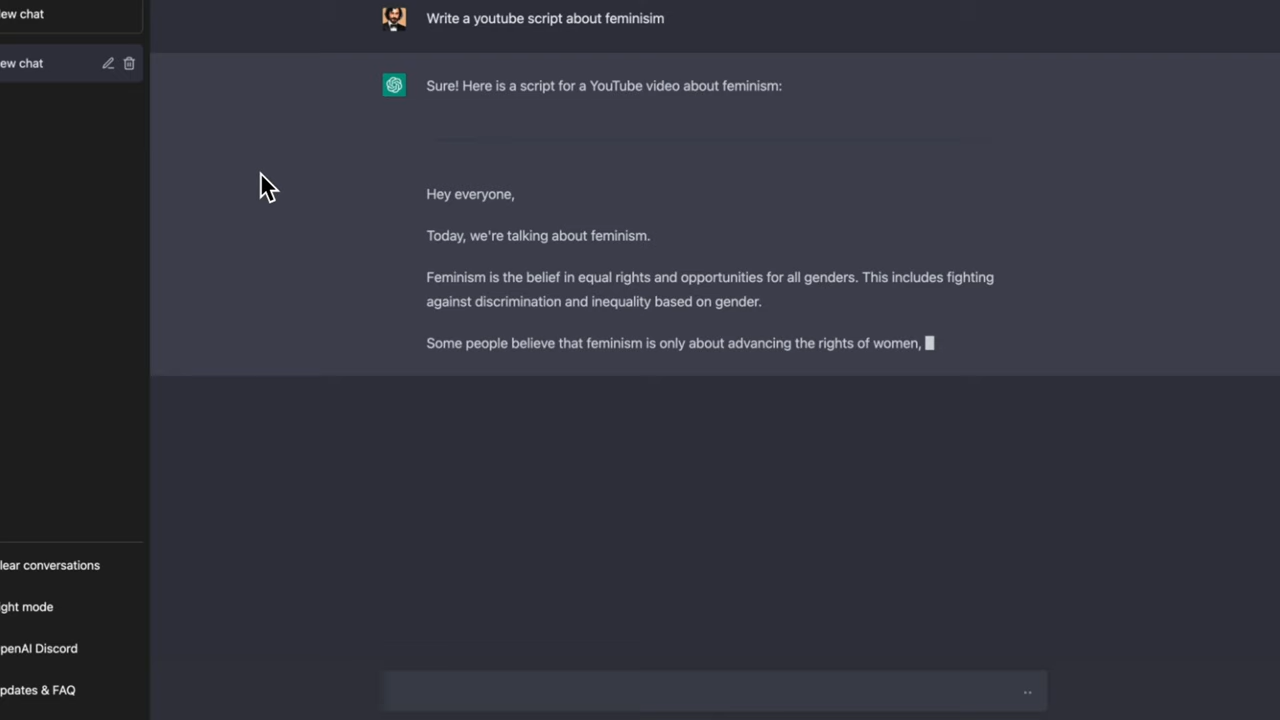 ew chat
Write a youtube script about feminisim
ew chat
Sure! Here is a script for a YouTube video about feminism:
Hey everyone,
Today, we're talking about feminism.
Feminism is the belief in equal rights and opportunities for all genders. This includes fighting
against discrimination and inequality based on gender.
Some people believe that feminism is only about advancing the rights of women,
lear conversations
ight mode
penAI Discord
pdates & FAQ